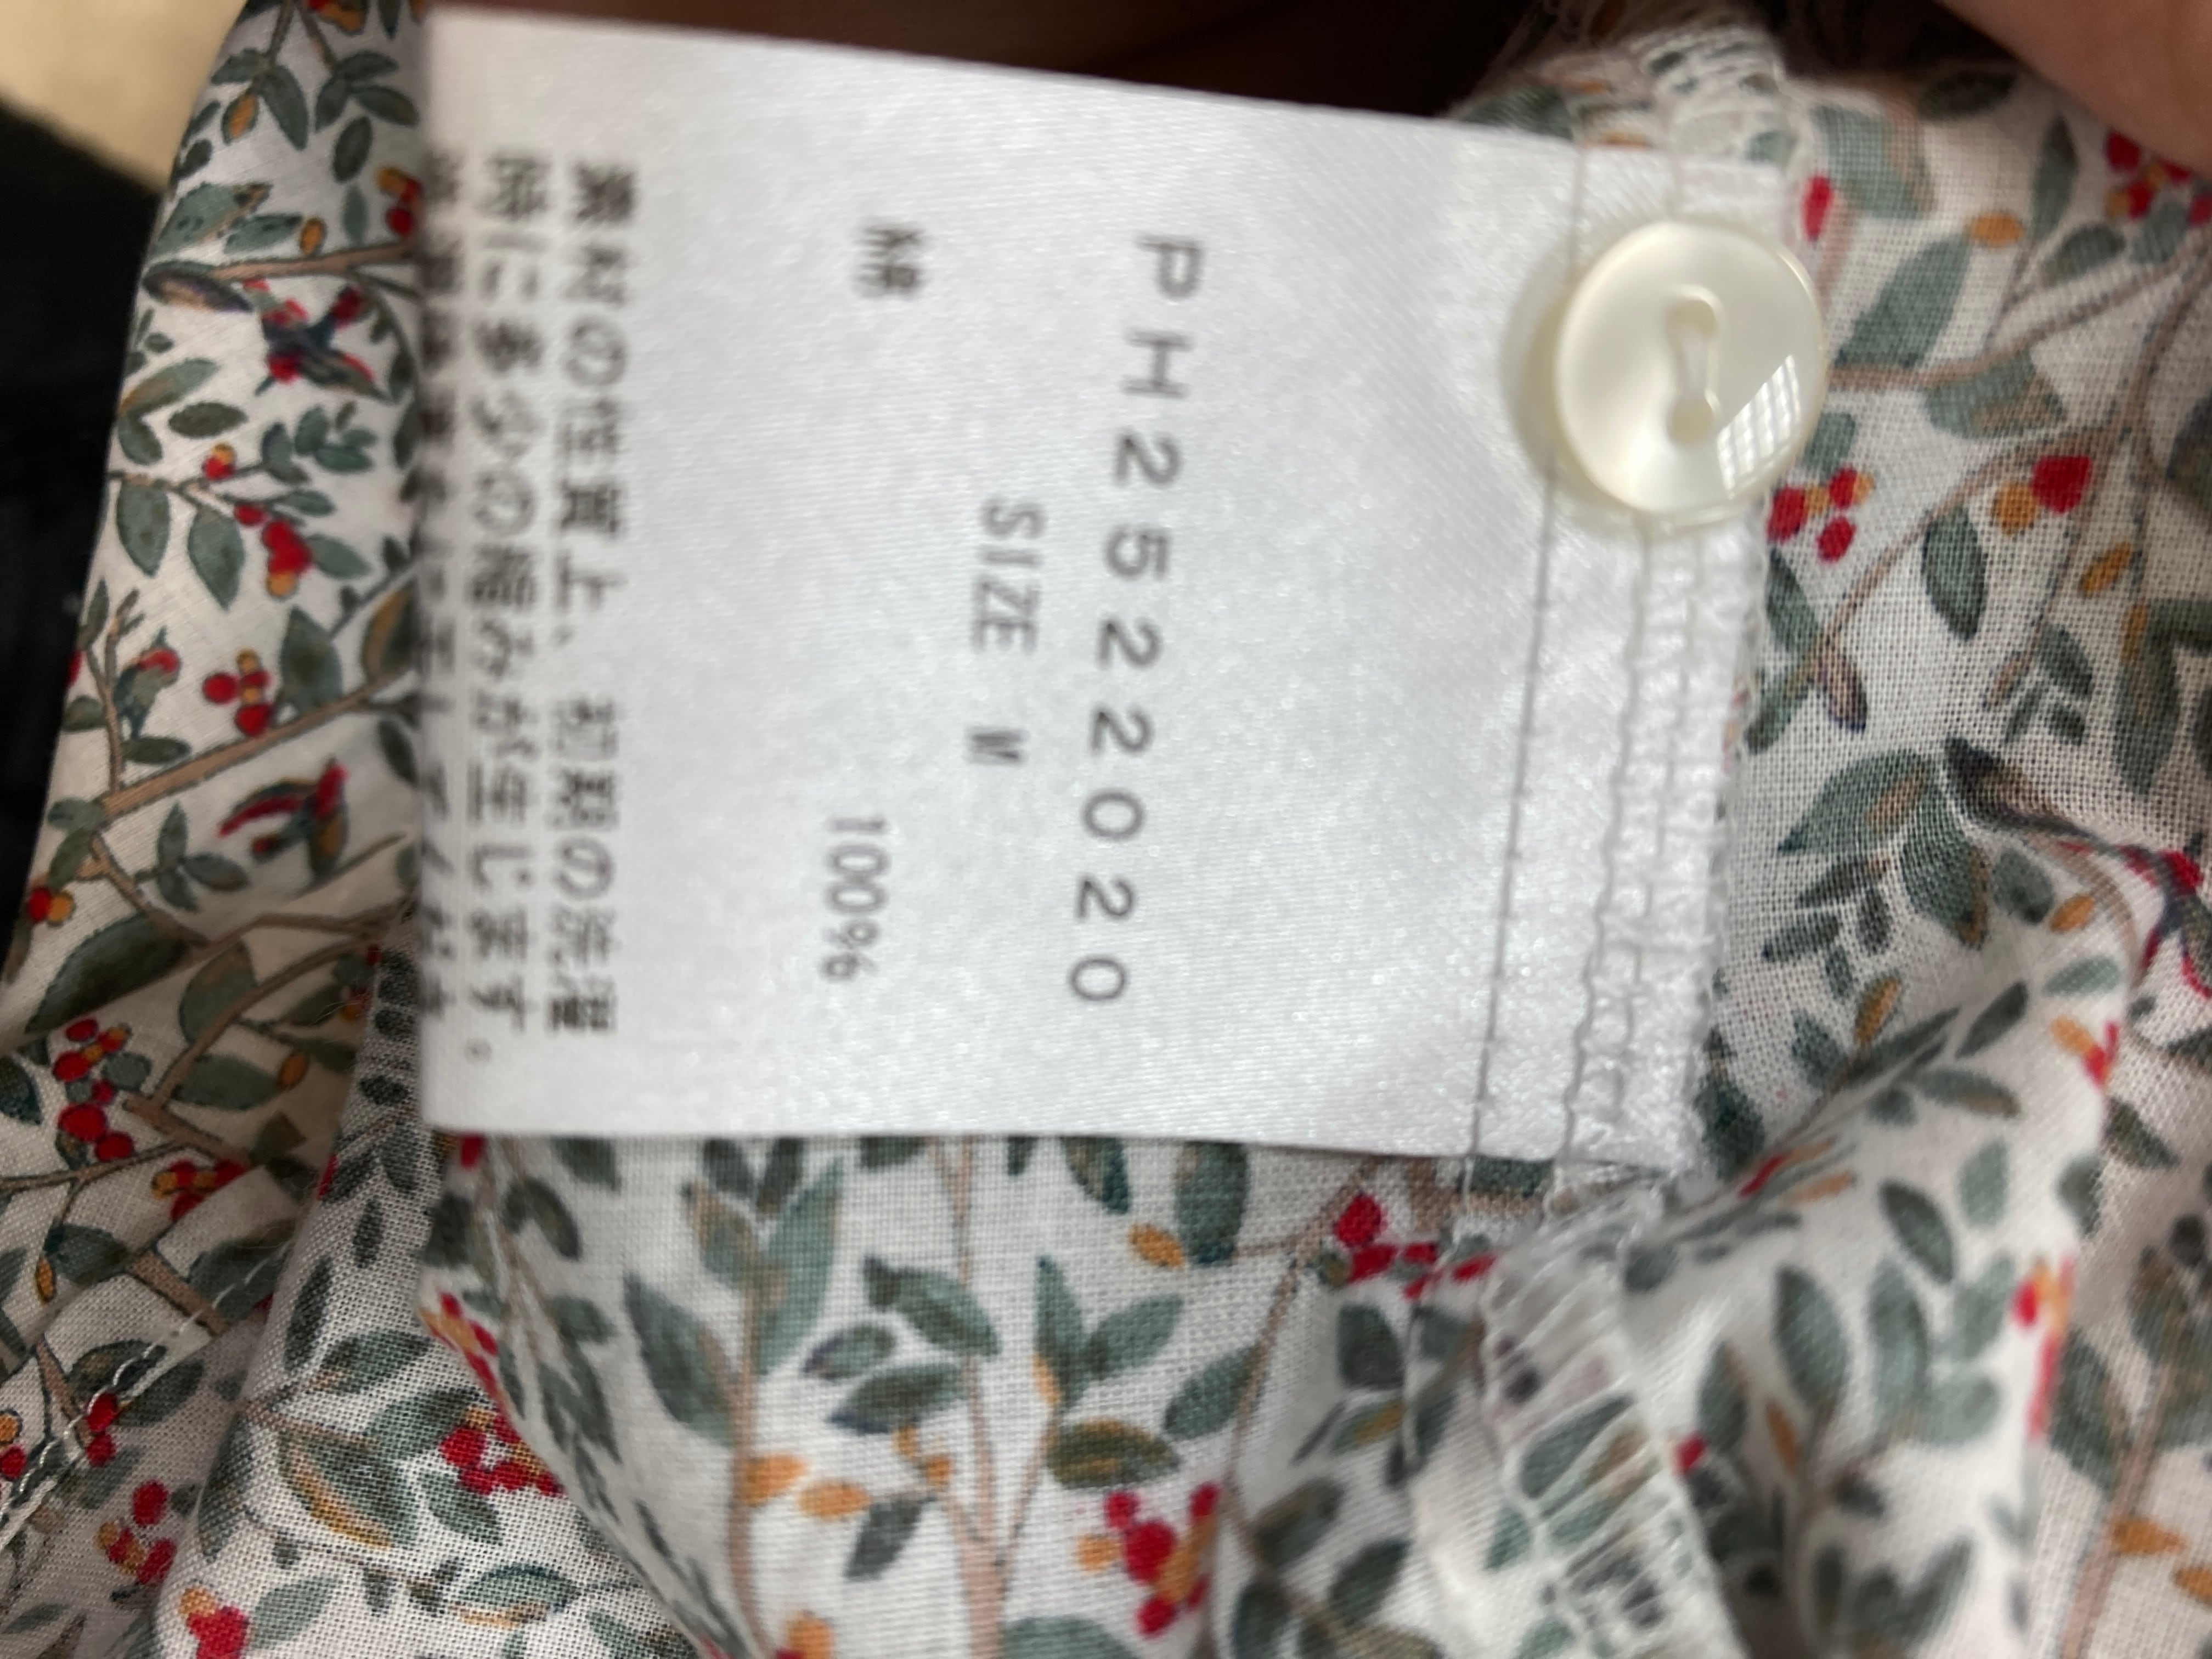 PH2522020
SIZE M
綿 100%
素材の性質上、初期の洗濯
時に多少の縮みが生じます。